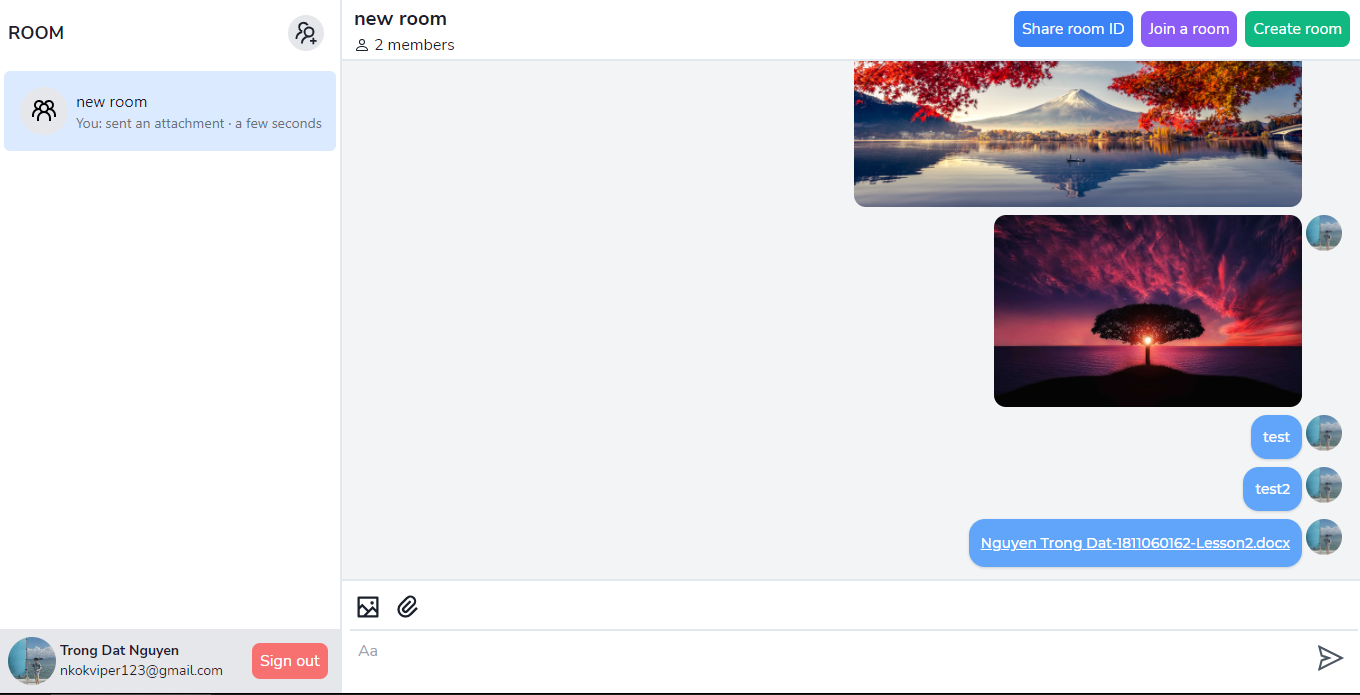 ROOM
new room
You: sent an attachment · a few seconds
Trong Dat Nguyen
nkokviper123@gmail.com
Sign out
new room
2 members
Share room ID
Join a room
Create room
test
test2
Nguyen Trong Dat-1811060162-Lesson2.docx
Aa